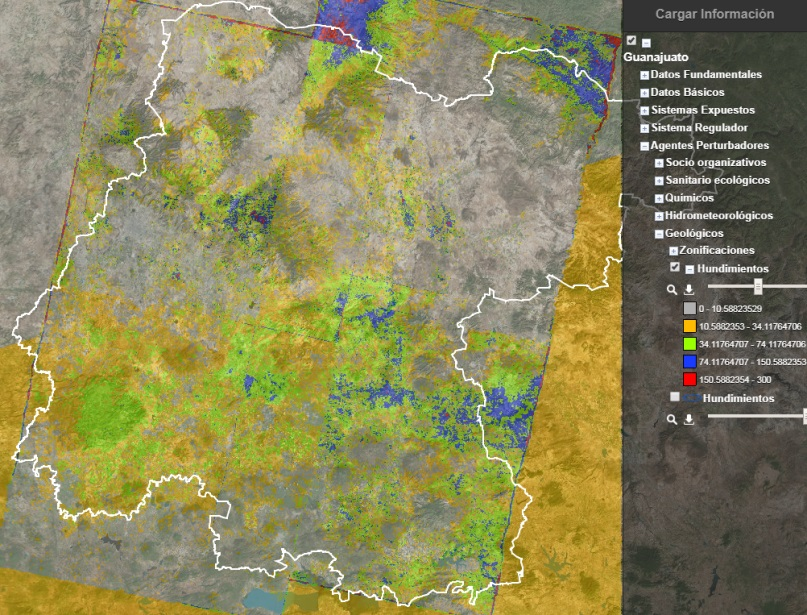 Cargar Información
Guanajuato
Datos Fundamentales
Datos Básicos
Sistemas Expuestos
Sistema Regulador
Agentes Perturbadores
Socio organizativos
Sanitario ecológicos
Químicos
Hidrometeorológicos
Geológicos
Zonificaciones
Hundimientos
0 - 10.58823529
10.5882353 - 34.11764706
34.11764707 - 74.11764706
74.11764707 - 150.5882353
150.5882354 - 300
Hundimientos